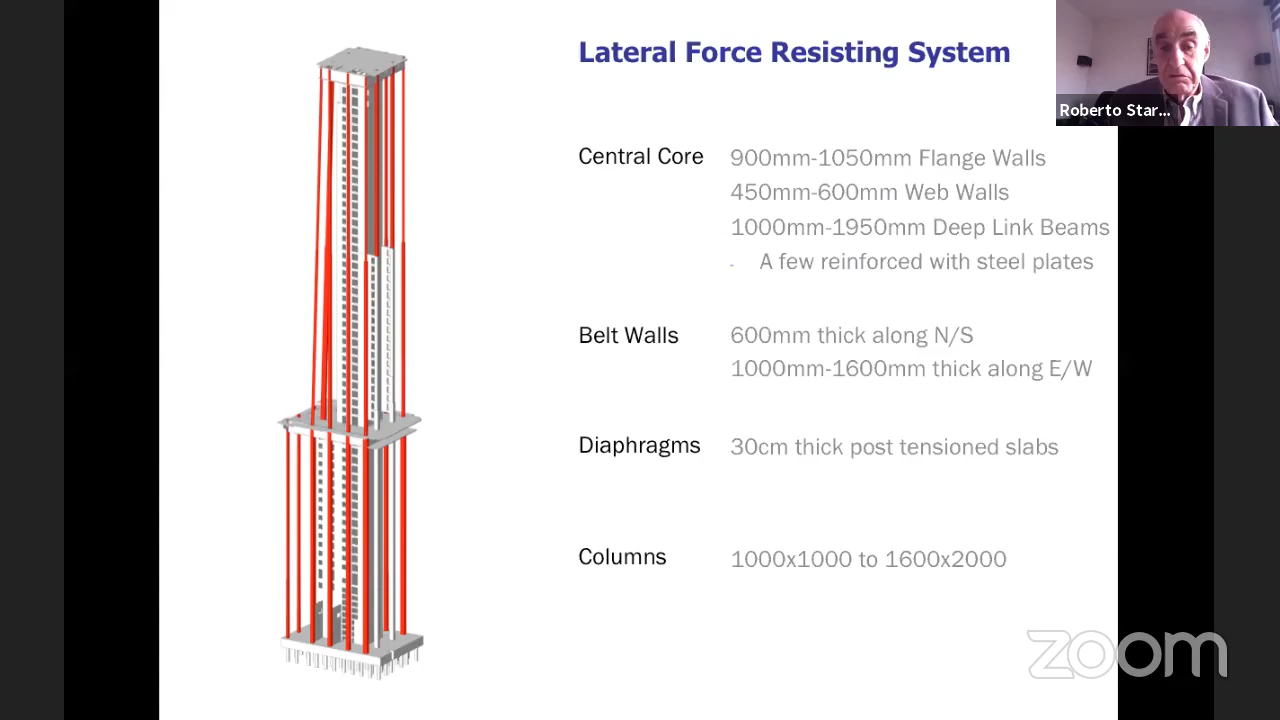 Lateral Force Resisting System
Roberto Star...
Central Core
900mm-1050mm Flange Walls
450mm-600mm Web Walls
1000mm-1950mm Deep Link Beams
- A few reinforced with steel plates
Belt Walls
600mm thick along N/S
1000mm-1600mm thick along E/W
Diaphragms
30cm thick post tensioned slabs
Columns
1000x1000 to 1600x2000
zoom